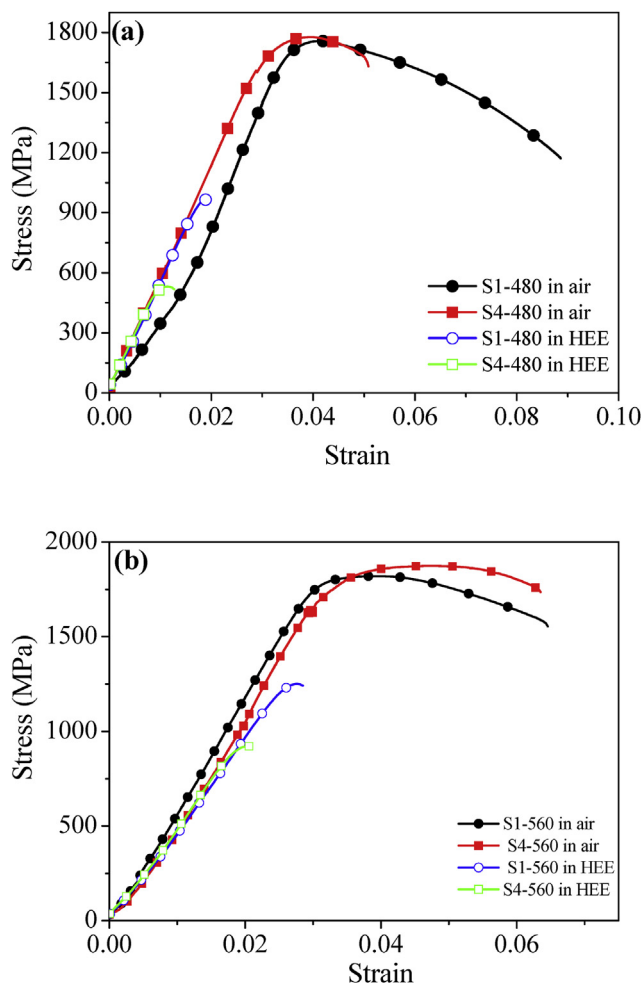 (a)
1800
1500
1200
900
600
300
0
Stress (MPa)
S1-480 in air
S4-480 in air
S1-480 in HEE
S4-480 in HEE
0.00 0.02 0.04 0.06 0.08 0.10
Strain
(b)
2000
1500
1000
500
0
Stress (MPa)
S1-560 in air
S4-560 in air
S1-560 in HEE
S4-560 in HEE
0.00 0.02 0.04 0.06
Strain